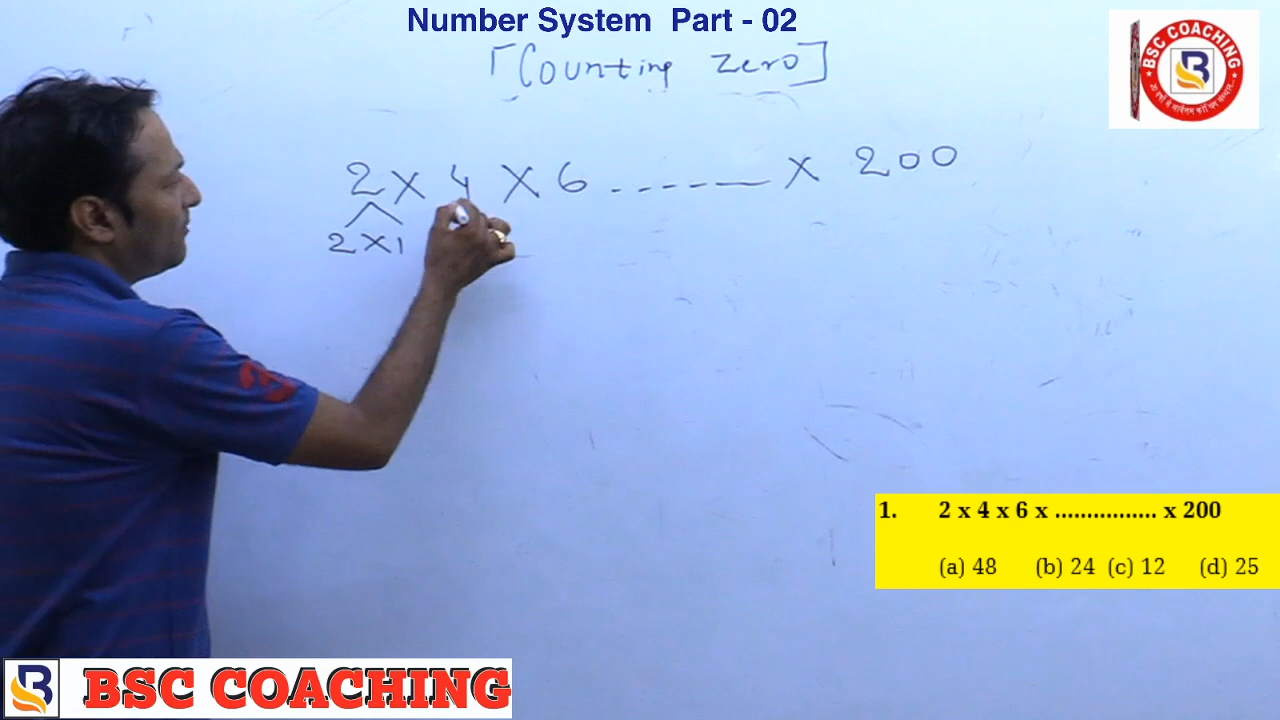 Number System Part - 02
[Counting Zero]
BSC COACHING
2 x 4 x 6 ------- x 200
2 x 1
1. 2 x 4 x 6 x ................ x 200
(a) 48 (b) 24 (c) 12 (d) 25
BSC COACHING